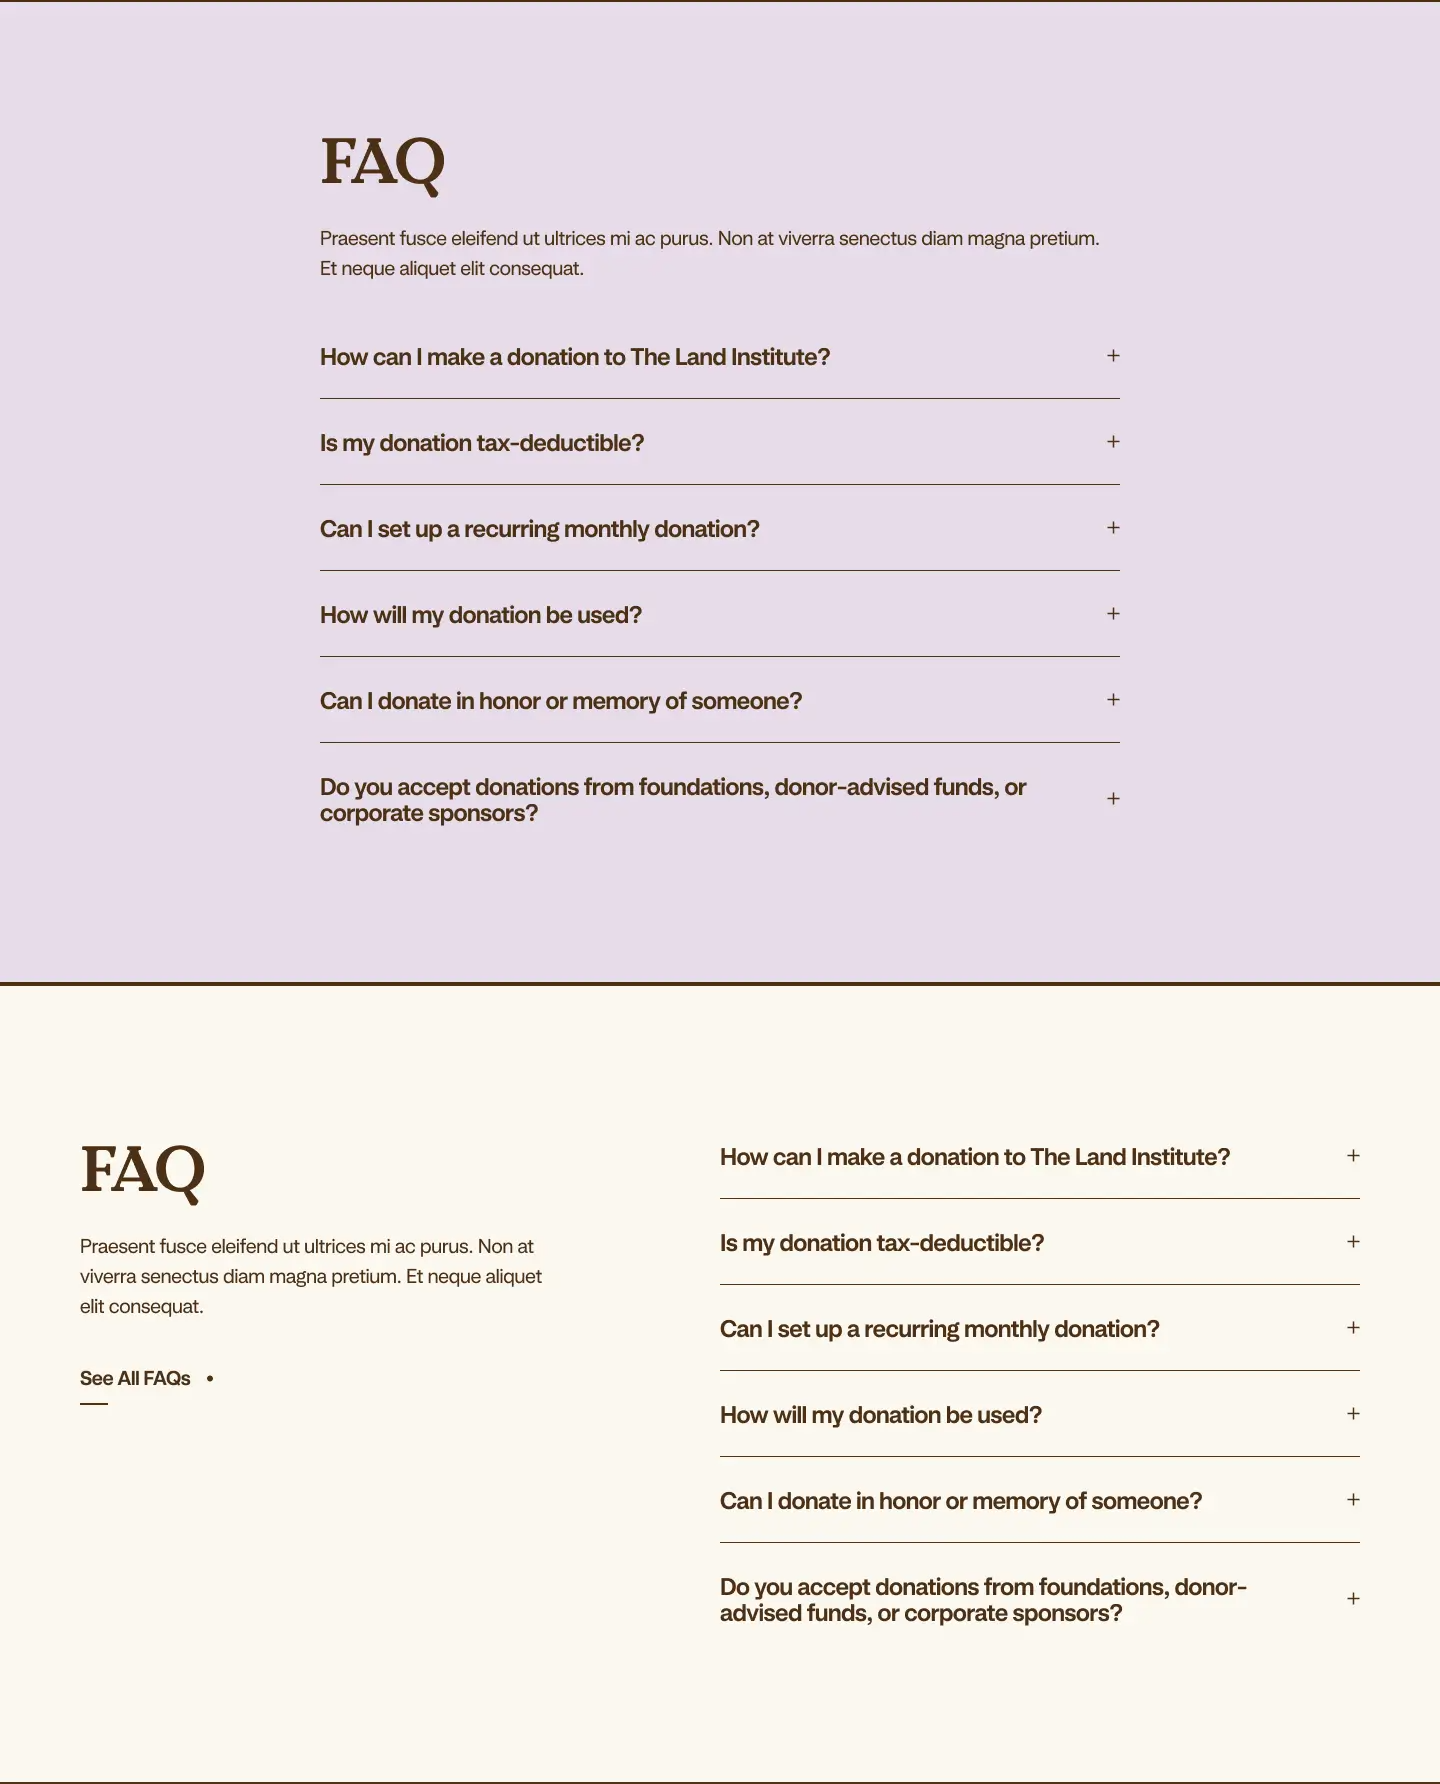 FAQ
Praesent fusce eleifend ut ultrices mi ac purus. Non at viverra senectus diam magna pretium.
Et neque aliquet elit consequat.
How can I make a donation to The Land Institute?
Is my donation tax-deductible?
Can I set up a recurring monthly donation?
How will my donation be used?
Can I donate in honor or memory of someone?
Do you accept donations from foundations, donor-advised funds, or
corporate sponsors?
FAQ
Praesent fusce eleifend ut ultrices mi ac purus. Non at
viverra senectus diam magna pretium. Et neque aliquet
elit consequat.
See All FAQs
How can I make a donation to The Land Institute?
Is my donation tax-deductible?
Can I set up a recurring monthly donation?
How will my donation be used?
Can I donate in honor or memory of someone?
Do you accept donations from foundations, donor-
advised funds, or corporate sponsors?